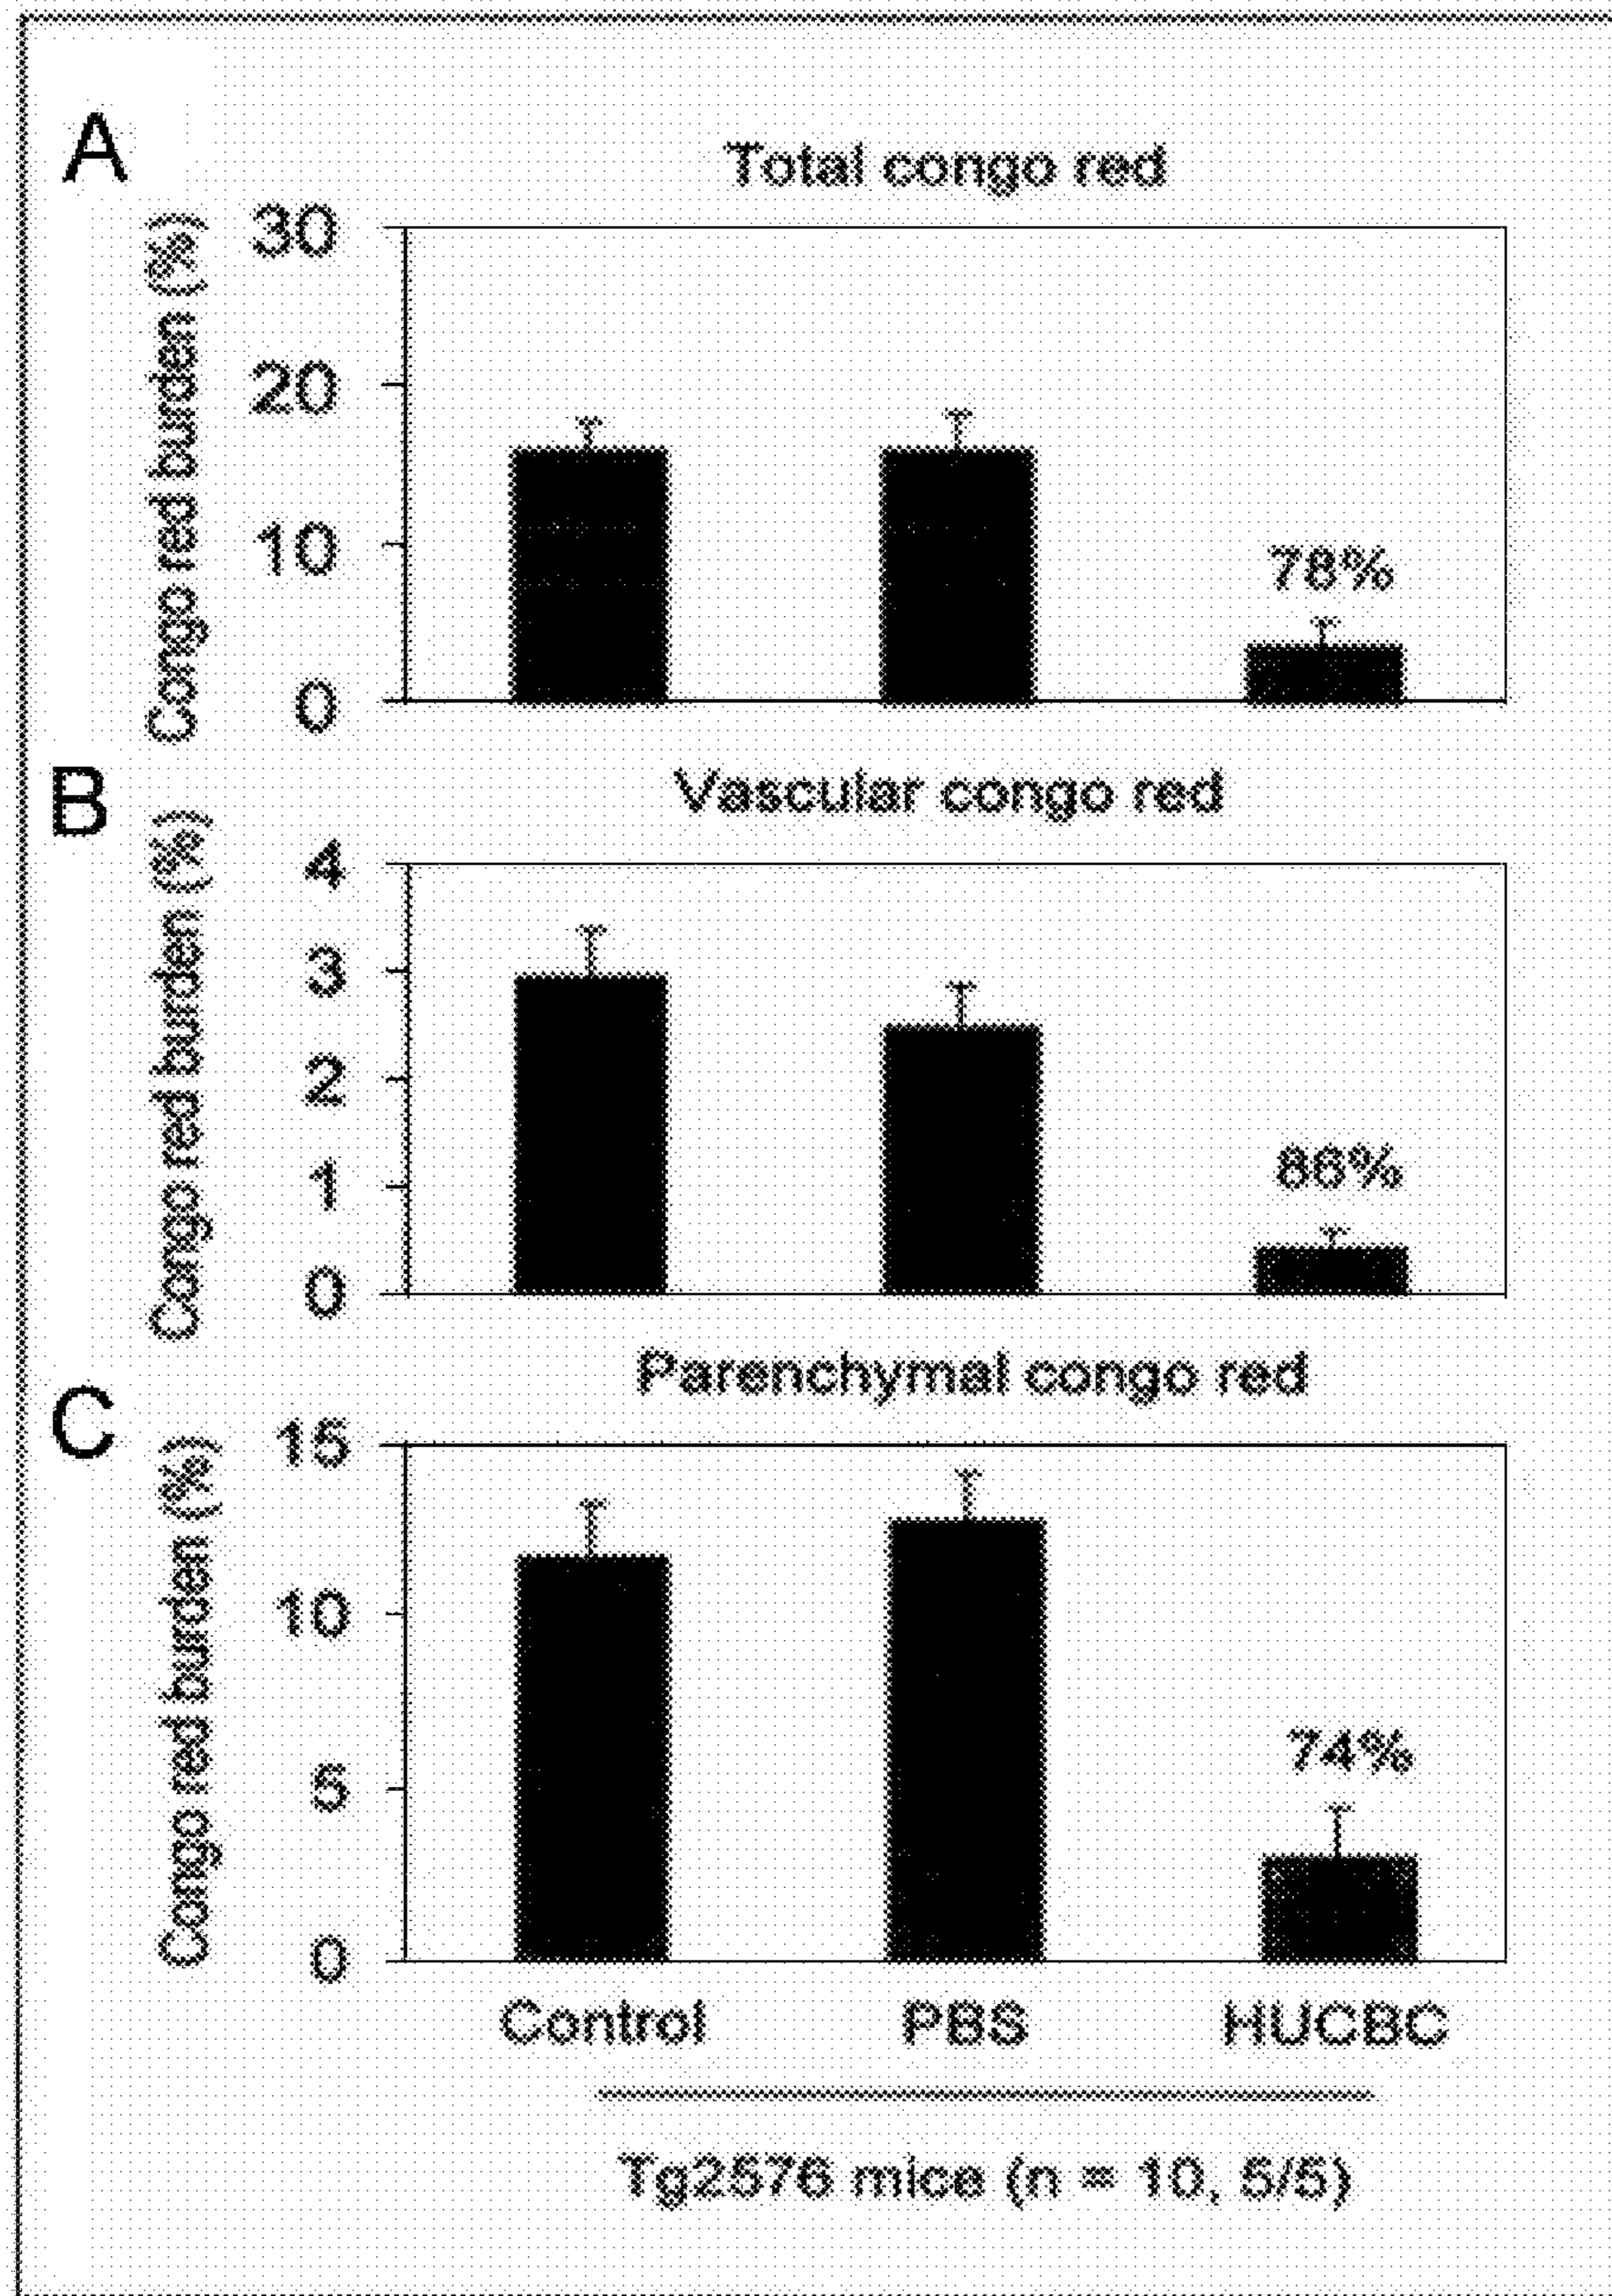 A
Total congo red
Congo red burden (%)
30
20
10
0
78%
B
Vascular congo red
Congo red burden (%)
4
3
2
1
0
86%
C
Parenchymal congo red
Congo red burden (%)
15
10
5
0
74%
Control PBS HUCBC
Tg2576 mice (n = 10, 5/5)